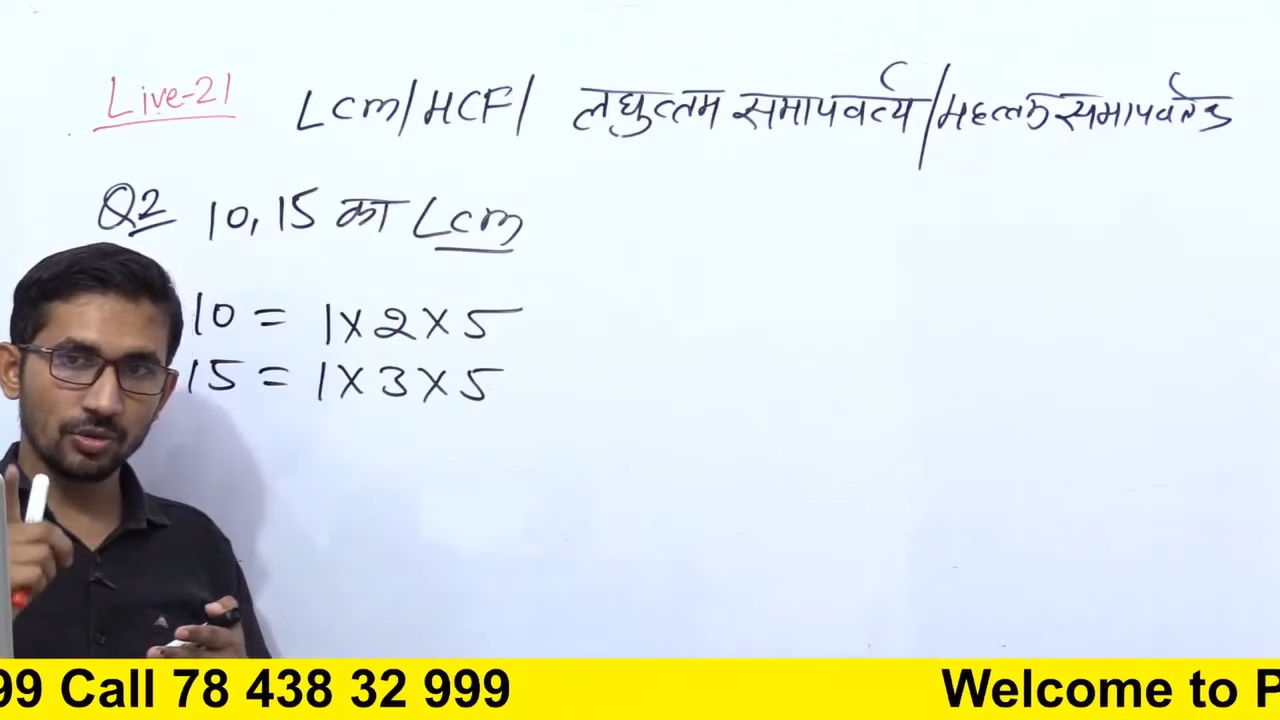 Live-21 Lcm/HCF/ लघुत्तम समापवर्त्य/महत्तम समापवर्तक
Q2 10, 15 का Lcm
10 = 1×2×5
15 = 1×3×5
99 Call 78 438 32 999 Welcome to P